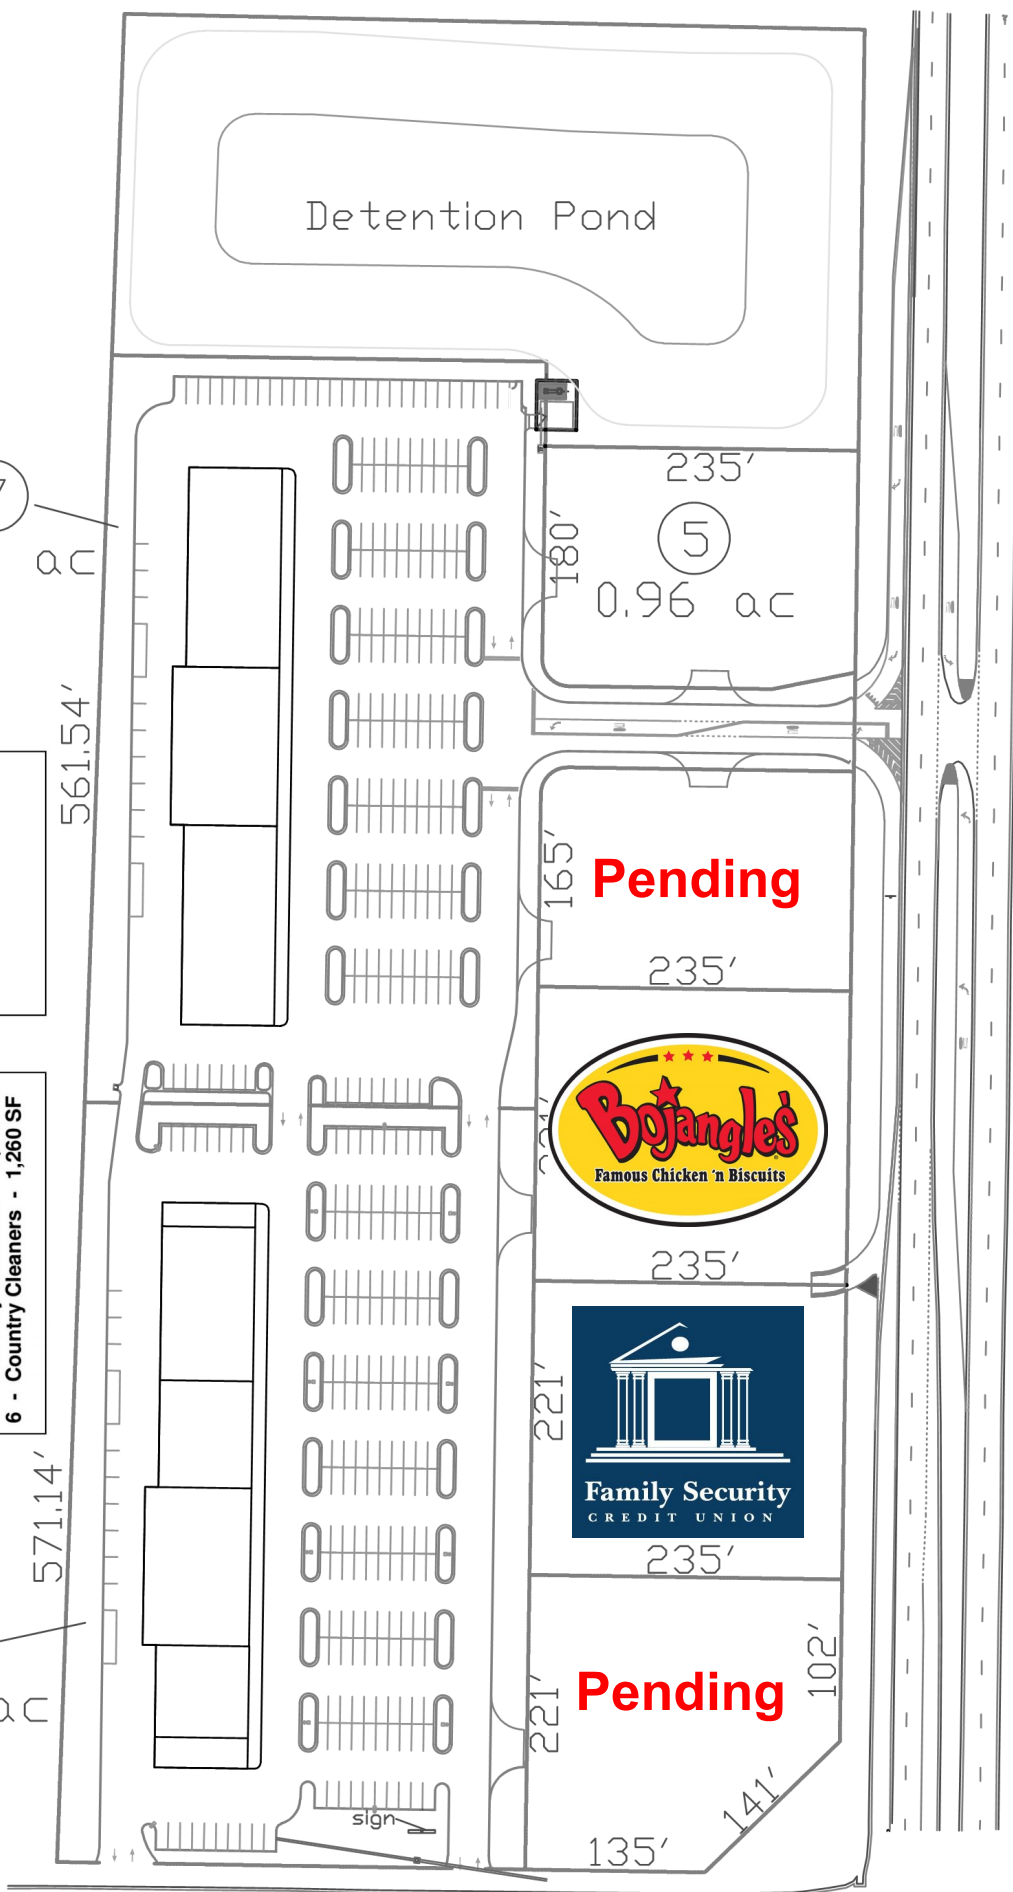 Detention Pond
235′
180′
5
0.96 ac
ac
561.54′
165′
Pending
235′
Bojangles'
Famous Chicken 'n Biscuits
235′
6 - Country Cleaners - 1,260 SF
221′
Family Security
CREDIT UNION
235′
571.14′
102′
Pending
221′
ac
141′
sign
135′